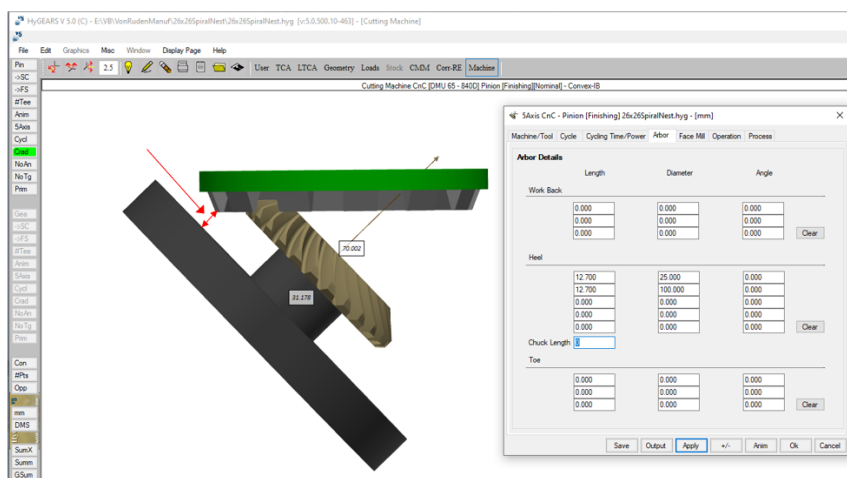 HyGEARS V 5.0 (C) - [E:\VB\VonRudenManuf\26x26SpiralNest\26x26SpiralNest.hyg [v:5.0,500.10-463] - [Cutting Machine]
File Edit Graphics Misc Window Display Page Help
2.5 User TCA LTCA Geometry Loads Stock CMM Corr-RE Machine
Cutting Machine CnC [DMU 65 - 840D] Pinion [Finishing][Nominal] - Convex-IB
Pin
->SC
->FS
#Tee
Anim
5Axis
Cycl
Crad
NoAn
NoTg
Prim
Gea
->SC
->FS
#Tee
Anim
5Axis
Cycl
Crad
NoAn
NoTg
Prim
Con
#Pts
Opp
mm
DMS
SumX
Summ
GSum
70.002
31.178
5Axis CnC - Pinion [Finishing] 26x26SpiralNest.hyg - [mm]
Machine/Tool Cycle Cycling Time/Power Arbor Face Mill Operation Process
Arbor Details
Length Diameter Angle
Work Back
0.000 0.000 0.000
0.000 0.000 0.000
0.000 0.000 0.000 Clear
Heel
12.700 25.000 0.000
12.700 100.000 0.000
0.000 0.000 0.000
0.000 0.000 0.000
0.000 0.000 0.000 Clear
Chuck Length 0
Toe
0.000 0.000 0.000
0.000 0.000 0.000
0.000 0.000 0.000 Clear
Save Output Apply +/- Anim Ok Cancel